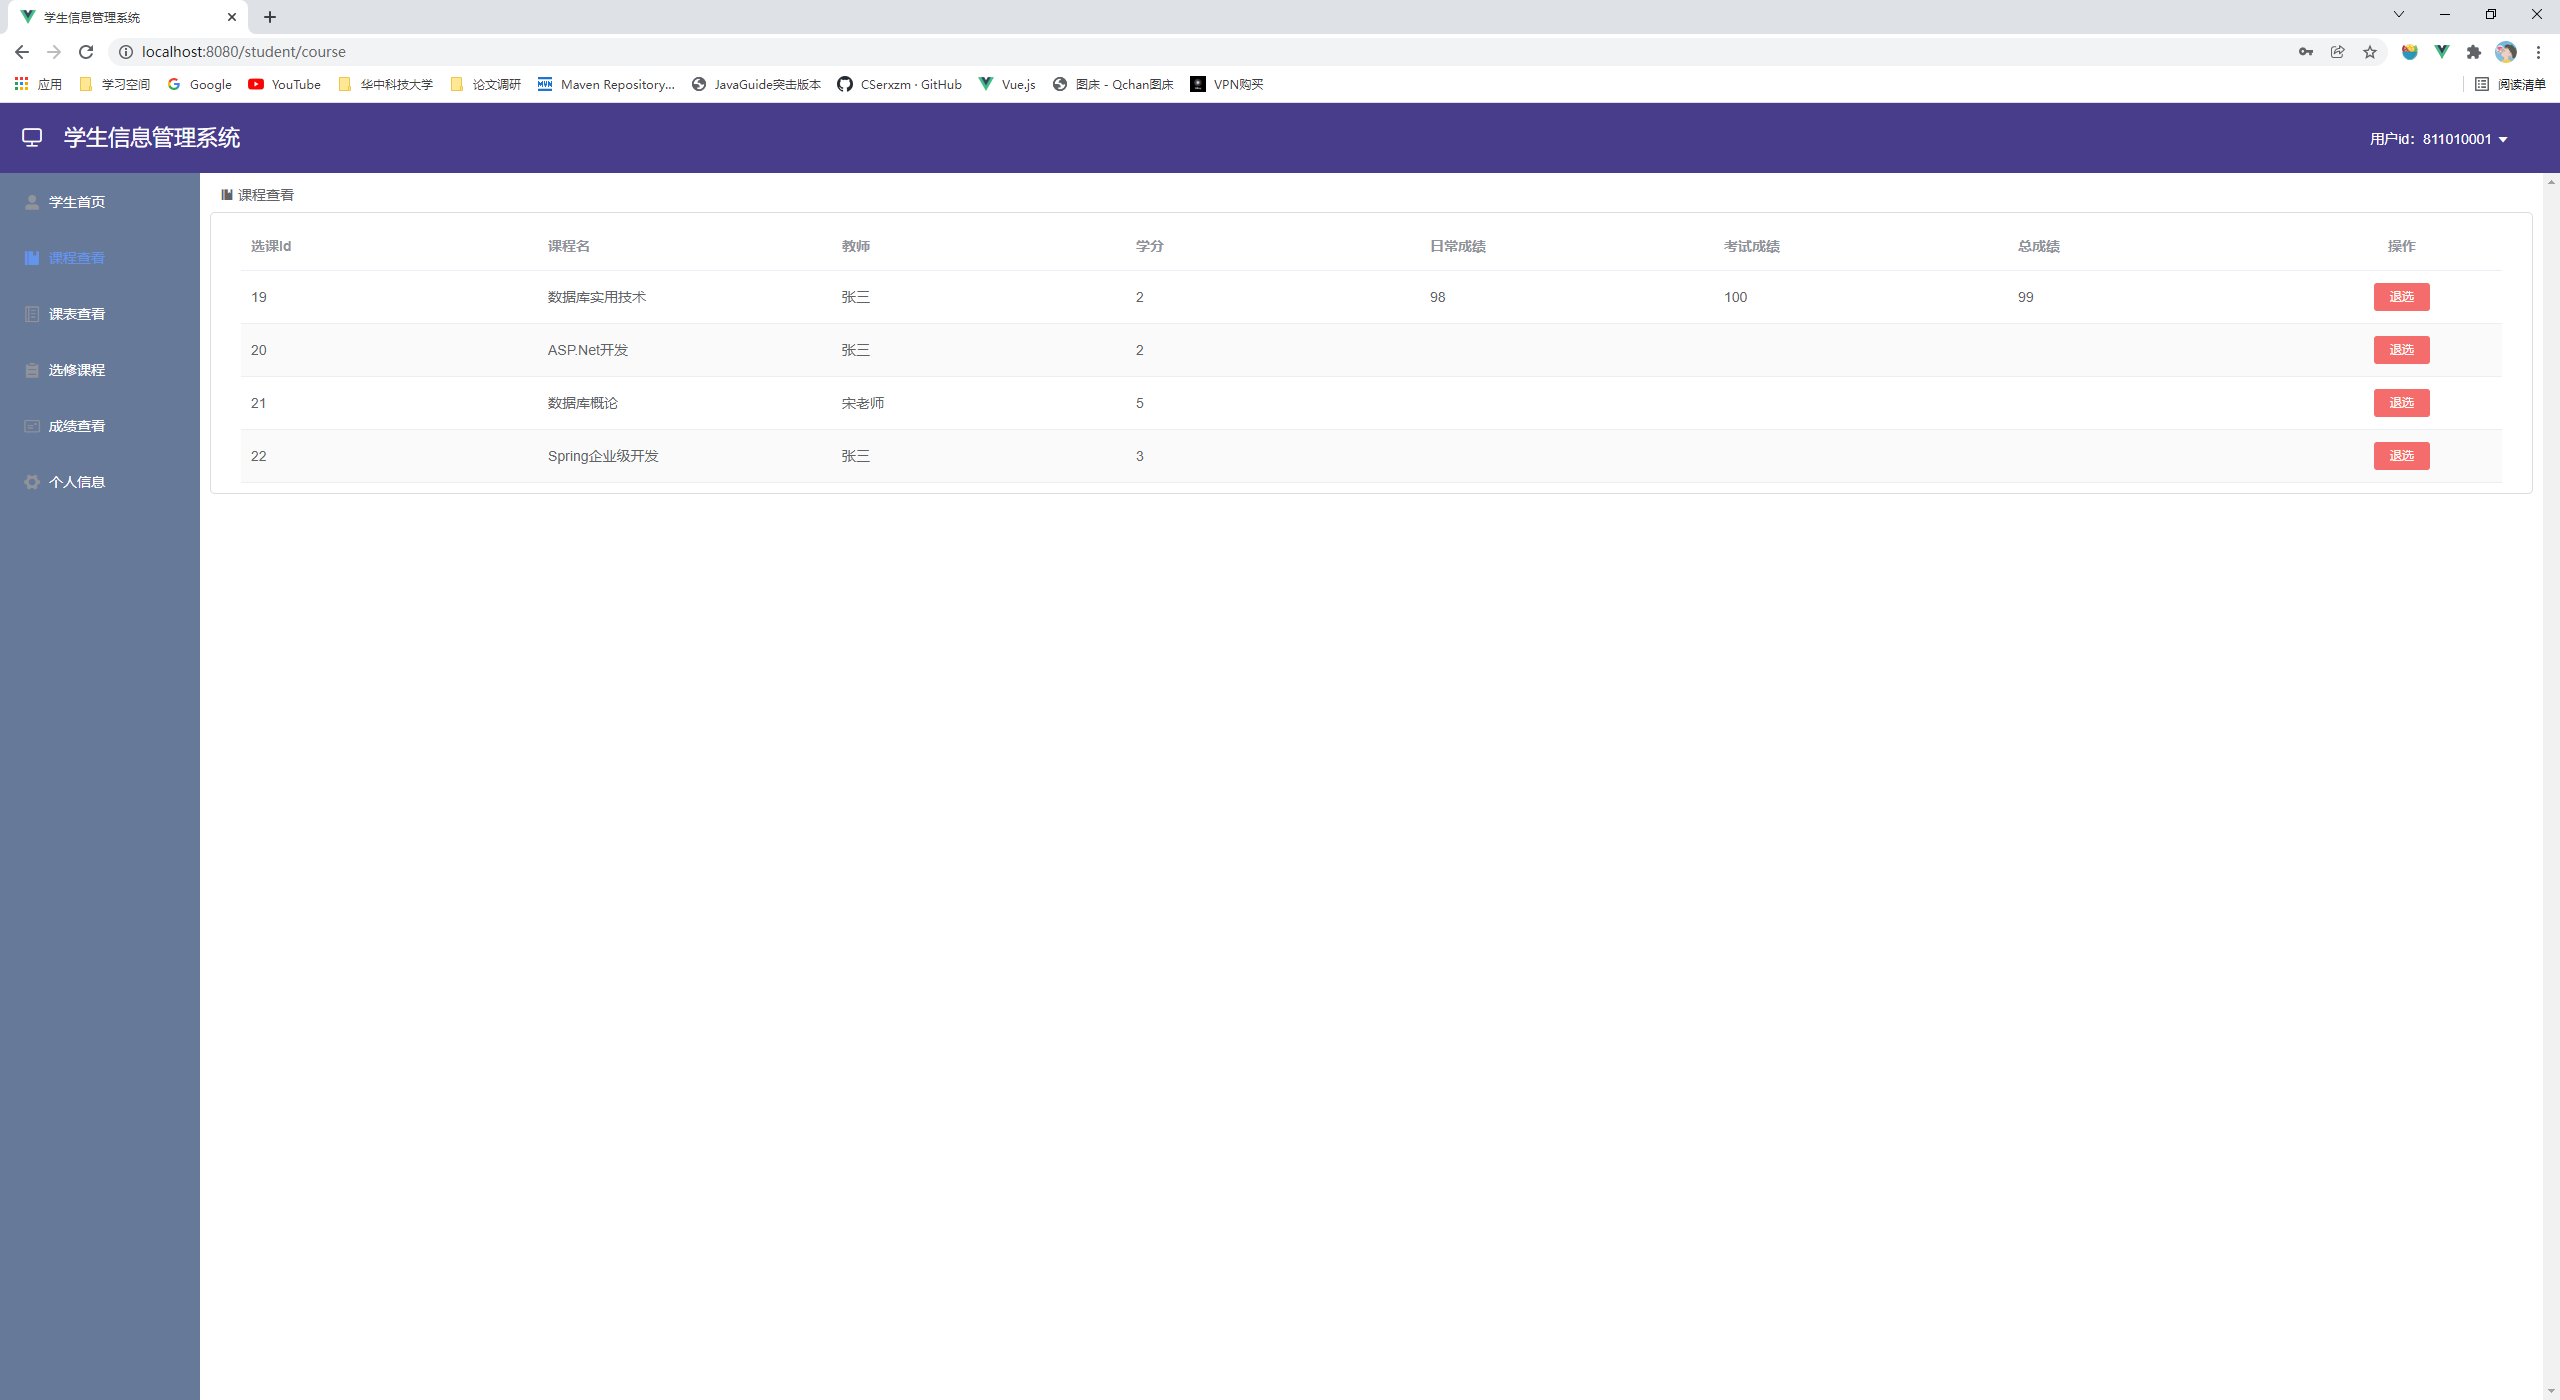 学生信息管理系统
localhost:8080/student/course
应用 学习空间 Google YouTube 华中科技大学 论文调研 Maven Repository... JavaGuide突击版本 CSerxzm · GitHub Vue.js 图床 - Qchan图床 VPN购买 阅读清单
学生信息管理系统 用户id：811010001
学生首页
课程查看
课表查看
选修课程
成绩查看
个人信息
课程查看
选课Id 课程名 教师 学分 日常成绩 考试成绩 总成绩 操作
19 数据库实用技术 张三 2 98 100 99 退选
20 ASP.Net开发 张三 2 退选
21 数据库概论 宋老师 5 退选
22 Spring企业级开发 张三 3 退选